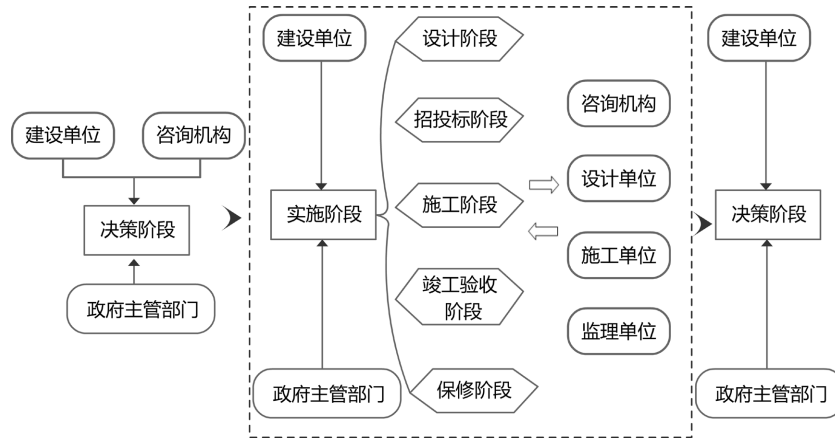 建设单位
咨询机构
决策阶段
政府主管部门
建设单位
实施阶段
政府主管部门
设计阶段
招投标阶段
施工阶段
竣工验收
阶段
保修阶段
咨询机构
设计单位
施工单位
监理单位
建设单位
决策阶段
政府主管部门